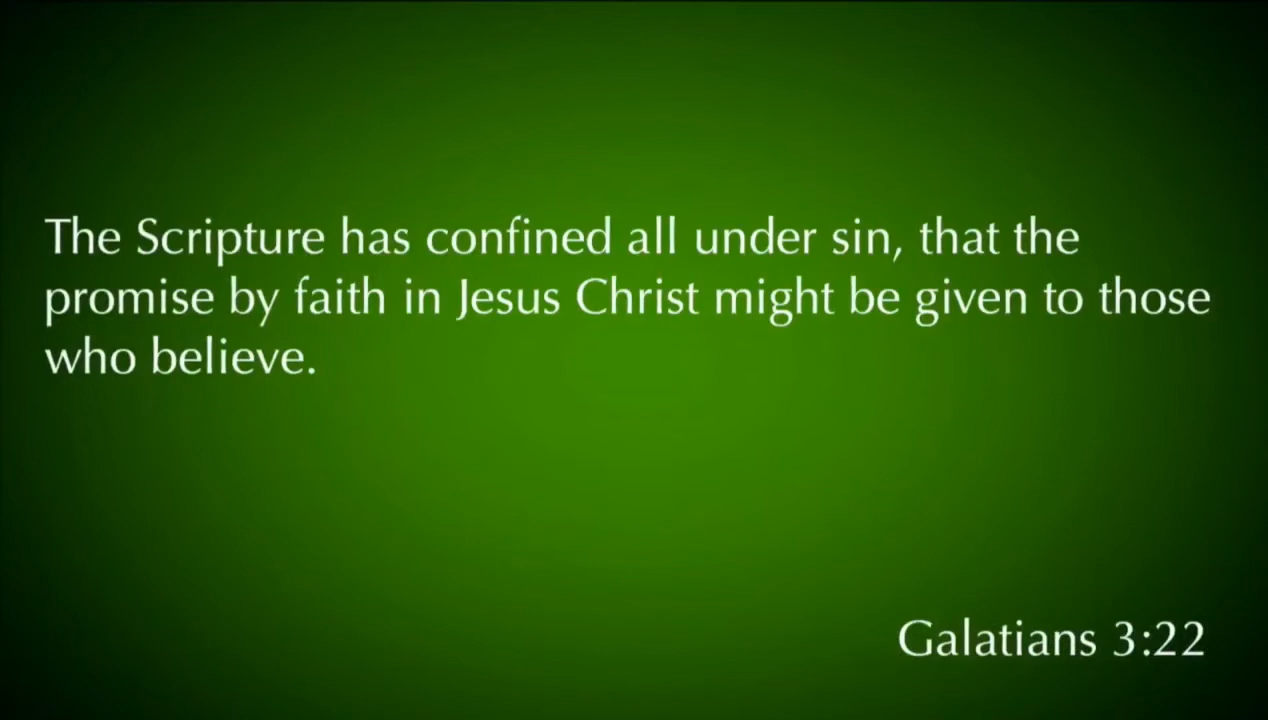 The Scripture has confined all under sin, that the
promise by faith in Jesus Christ might be given to those
who believe.
Galatians 3:22